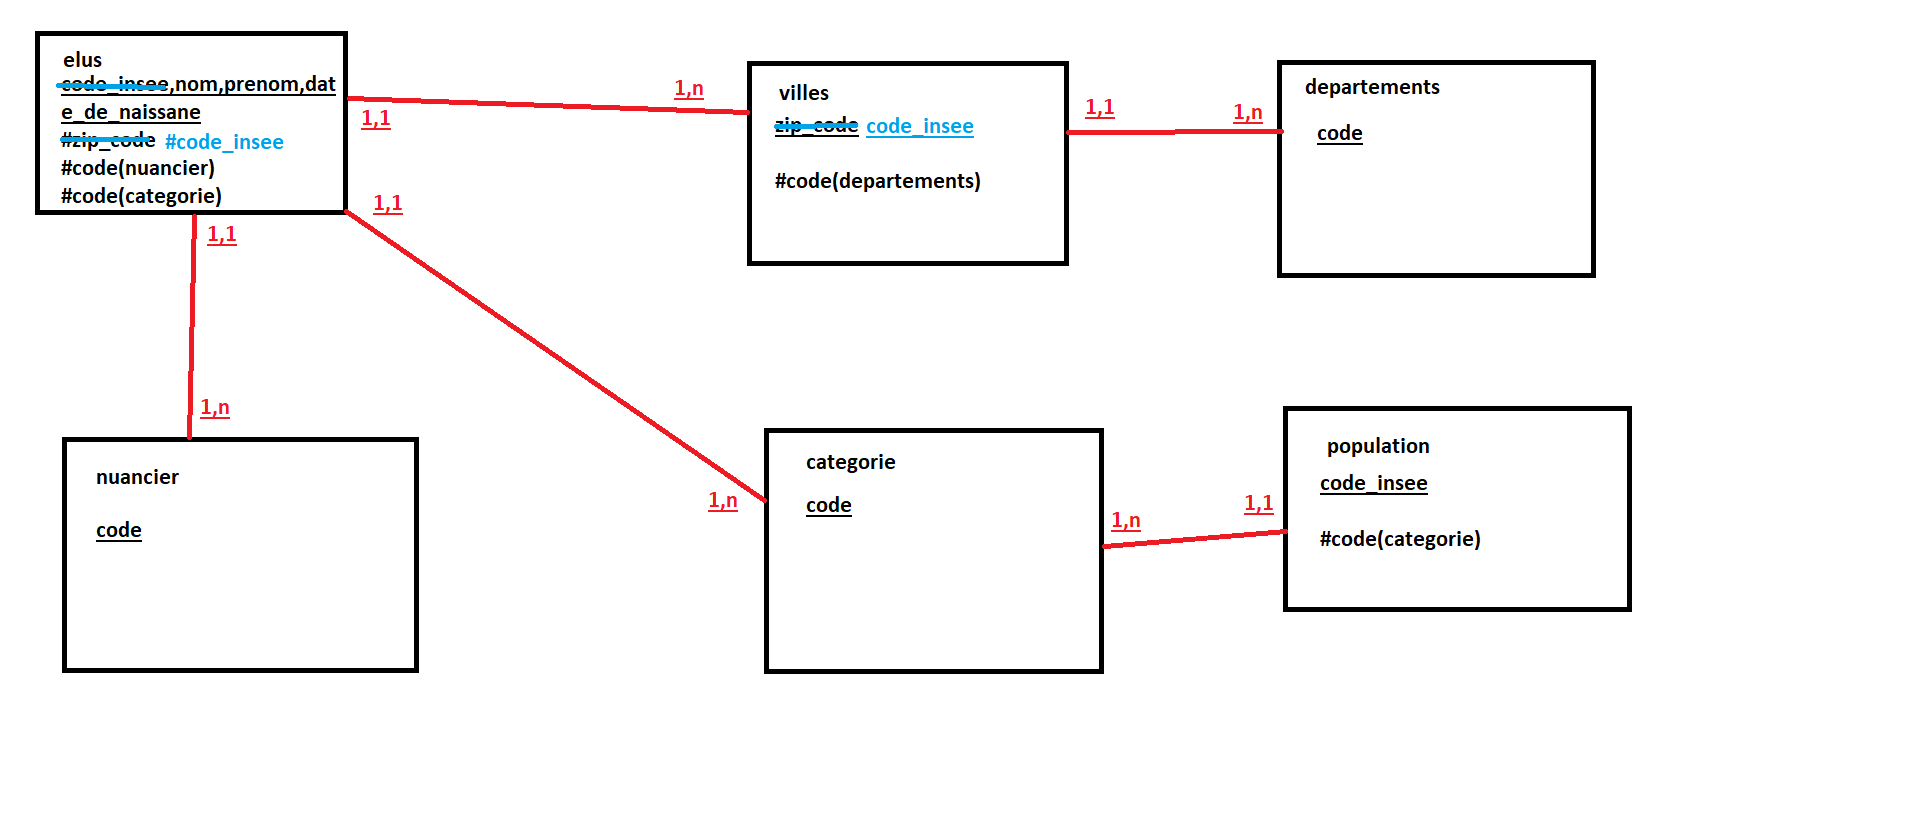 elus
code_insee,nom,prenom,dat
e_de_naissane
#zip_code #code_insee
#code(nuancier)
#code(categorie)
1,1
1,n
villes
zip_code code_insee
#code(departements)
1,1
1,n
departements
code
1,1
1,1
1,n
nuancier
code
1,n
categorie
code
1,n
1,1
population
code_insee
#code(categorie)